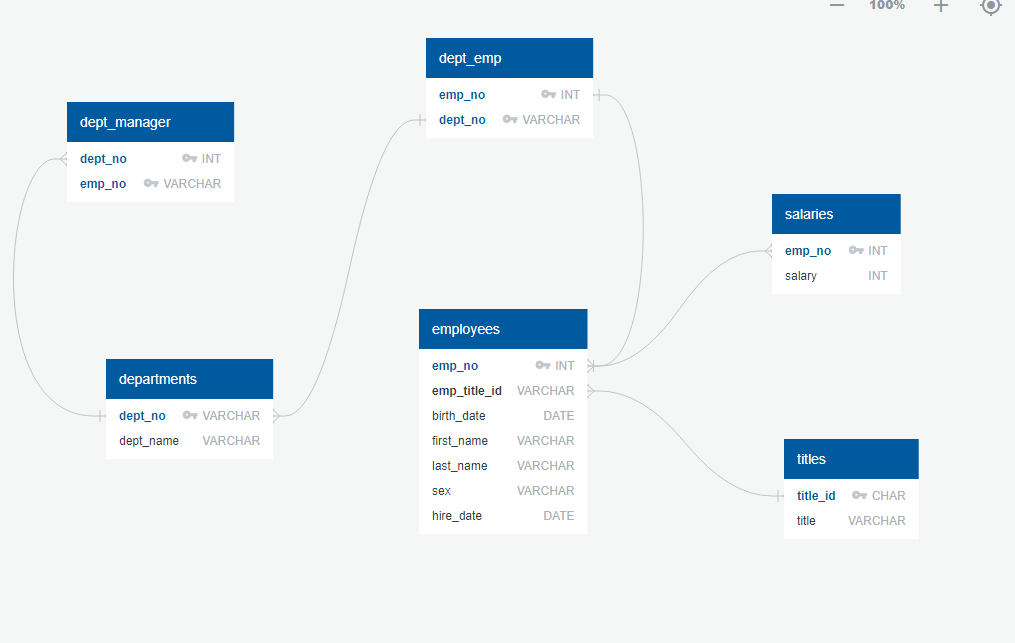 100%
dept_emp
emp_no INT
dept_no VARCHAR
dept_manager
dept_no INT
emp_no VARCHAR
salaries
emp_no INT
salary INT
employees
emp_no INT
emp_title_id VARCHAR
birth_date DATE
first_name VARCHAR
last_name VARCHAR
sex VARCHAR
hire_date DATE
departments
dept_no VARCHAR
dept_name VARCHAR
titles
title_id CHAR
title VARCHAR